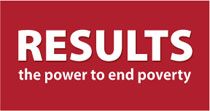 RESULTS
the power to end poverty